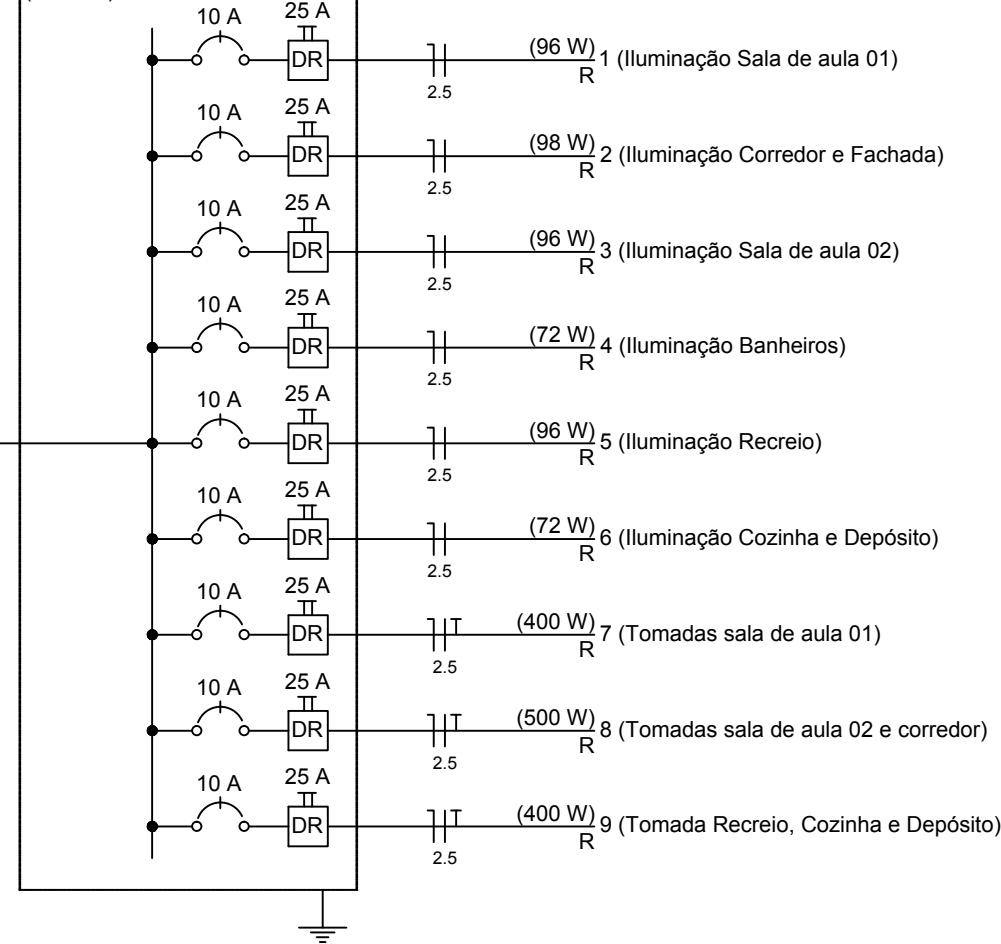 10 A
25 A
DR
(96 W)
R
1 (Iluminação Sala de aula 01)
2.5
10 A
25 A
DR
(98 W)
R
2 (Iluminação Corredor e Fachada)
2.5
10 A
25 A
DR
(96 W)
R
3 (Iluminação Sala de aula 02)
2.5
10 A
25 A
DR
(72 W)
R
4 (Iluminação Banheiros)
2.5
10 A
25 A
DR
(96 W)
R
5 (Iluminação Recreio)
2.5
10 A
25 A
DR
(72 W)
R
6 (Iluminação Cozinha e Depósito)
2.5
10 A
25 A
DR
(400 W)
R
7 (Tomadas sala de aula 01)
2.5
10 A
25 A
DR
(500 W)
R
8 (Tomadas sala de aula 02 e corredor)
2.5
10 A
25 A
DR
(400 W)
R
9 (Tomada Recreio, Cozinha e Depósito)
2.5